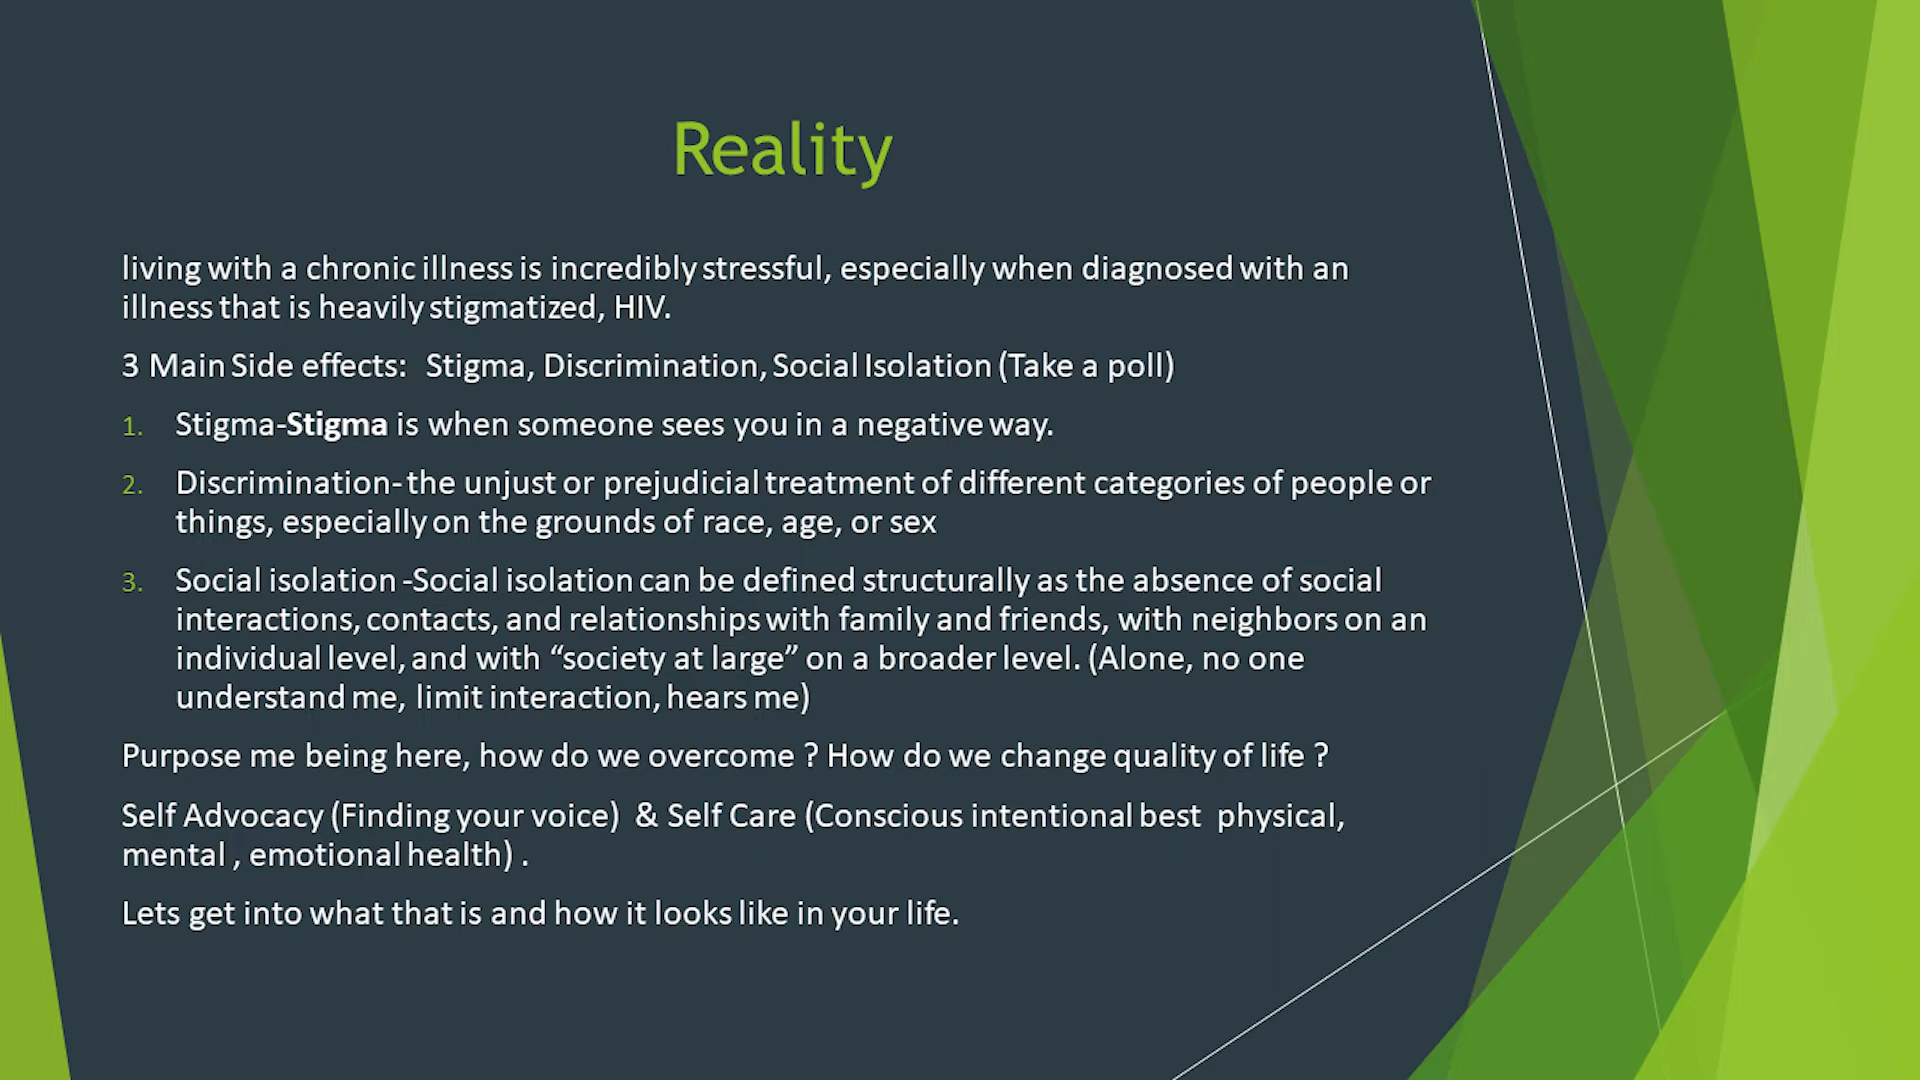 Reality
living with a chronic illness is incredibly stressful, especially when diagnosed with an
illness that is heavily stigmatized, HIV.
3 Main Side effects:  Stigma, Discrimination, Social Isolation (Take a poll)
1. Stigma-Stigma is when someone sees you in a negative way.
2. Discrimination- the unjust or prejudicial treatment of different categories of people or
things, especially on the grounds of race, age, or sex
3. Social isolation -Social isolation can be defined structurally as the absence of social
interactions, contacts, and relationships with family and friends, with neighbors on an
individual level, and with “society at large” on a broader level. (Alone, no one
understand me, limit interaction, hears me)
Purpose me being here, how do we overcome ? How do we change quality of life ?
Self Advocacy (Finding your voice)  & Self Care (Conscious intentional best  physical,
mental , emotional health) .
Lets get into what that is and how it looks like in your life.